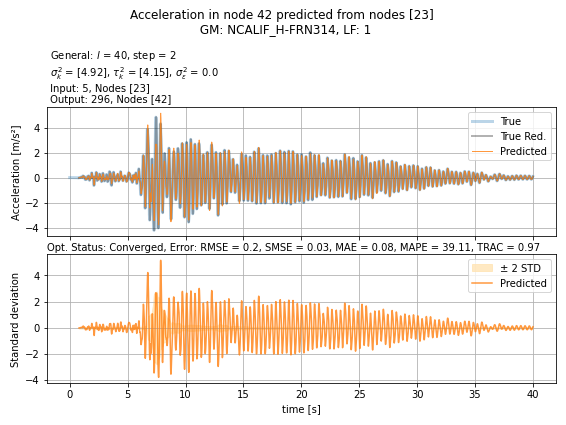 Acceleration in node 42 predicted from nodes [23]
GM: NCALIF_H-FRN314, LF: 1
General: l = 40, step = 2
σ²ₖ = [4.92], τ²ₖ = [4.15], σ²ε = 0.0
Input: 5, Nodes [23]
Output: 296, Nodes [42]
Acceleration [m/s²]
4
2
0
−2
−4
True
True Red.
Predicted
Opt. Status: Converged, Error: RMSE = 0.2, SMSE = 0.03, MAE = 0.08, MAPE = 39.11, TRAC = 0.97
Standard deviation
4
2
0
−2
−4
± 2 STD
Predicted
0 5 10 15 20 25 30 35 40
time [s]